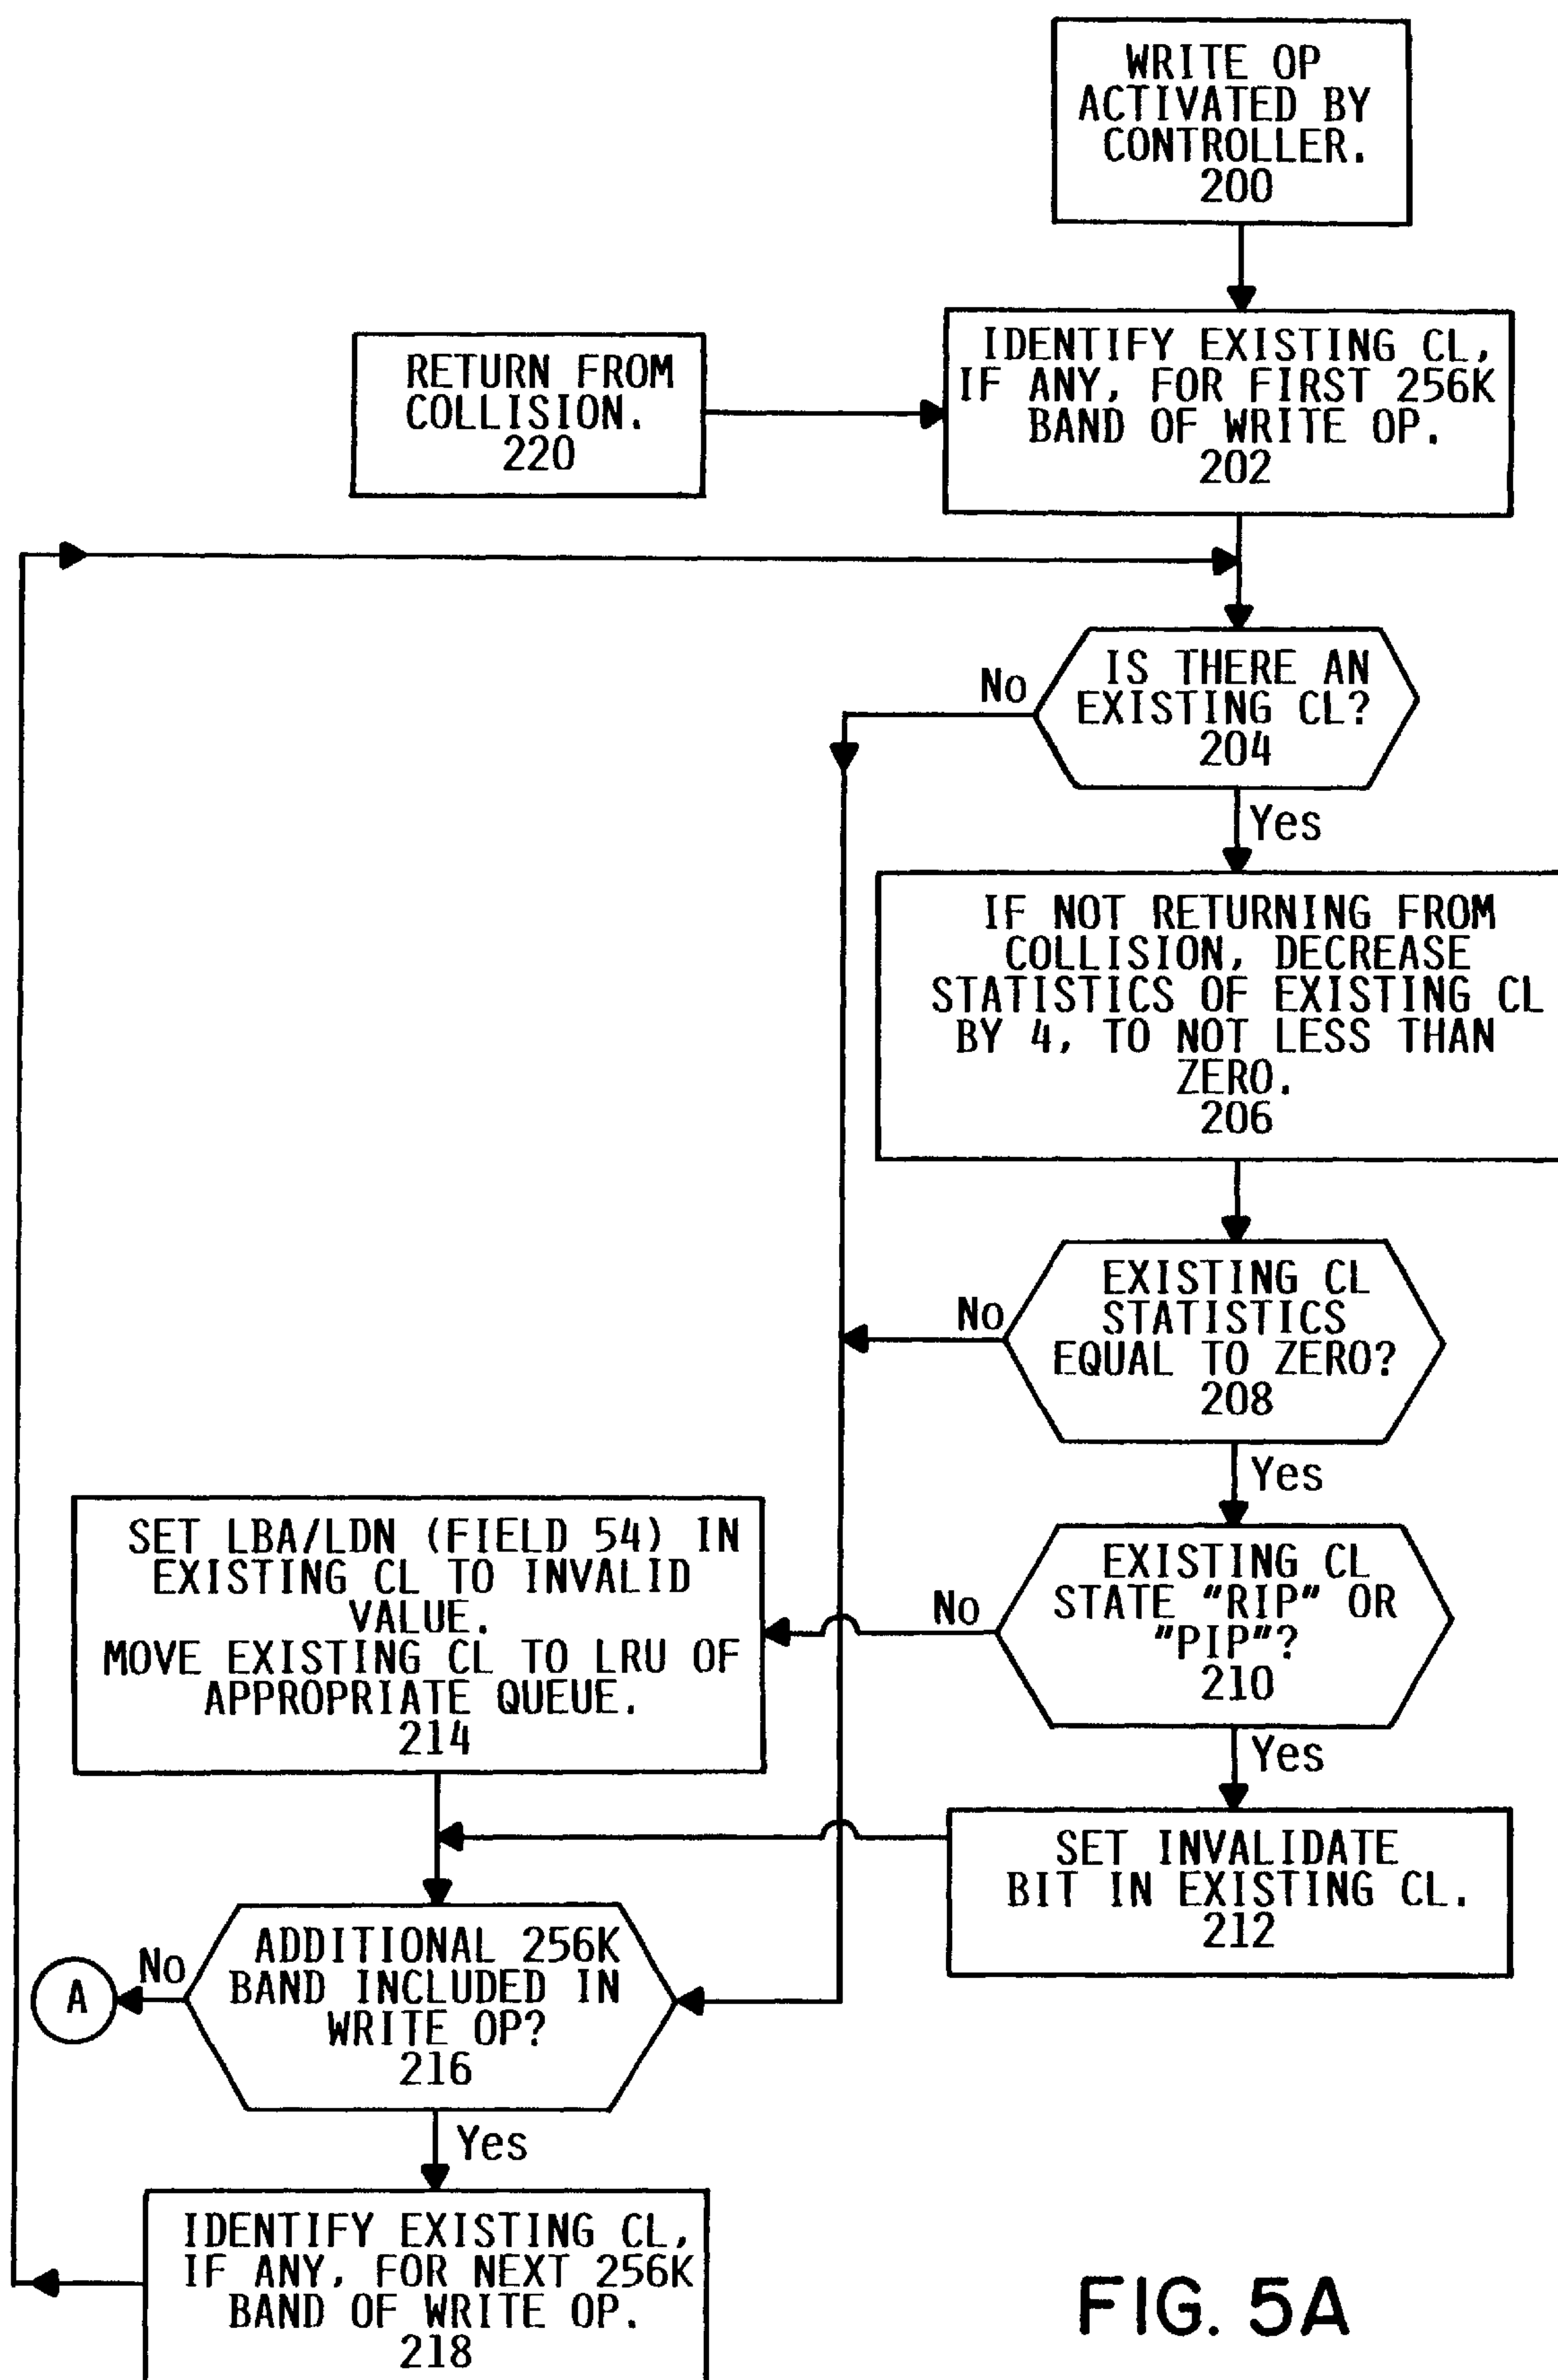 WRITE OP
ACTIVATED BY
CONTROLLER.
200
RETURN FROM
COLLISION.
220
IDENTIFY EXISTING CL,
IF ANY, FOR FIRST 256K
BAND OF WRITE OP.
202
No
IS THERE AN
EXISTING CL?
204
Yes
IF NOT RETURNING FROM
COLLISION, DECREASE
STATISTICS OF EXISTING CL
BY 4, TO NOT LESS THAN
ZERO.
206
No
EXISTING CL
STATISTICS
EQUAL TO ZERO?
208
Yes
SET LBA/LDN (FIELD 54) IN
EXISTING CL TO INVALID
VALUE.
MOVE EXISTING CL TO LRU OF
APPROPRIATE QUEUE.
214
No
EXISTING CL
STATE "RIP" OR
"PIP"?
210
Yes
SET INVALIDATE
BIT IN EXISTING CL.
212
A
No
ADDITIONAL 256K
BAND INCLUDED IN
WRITE OP?
216
Yes
IDENTIFY EXISTING CL,
IF ANY, FOR NEXT 256K
BAND OF WRITE OP.
218
FIG. 5A